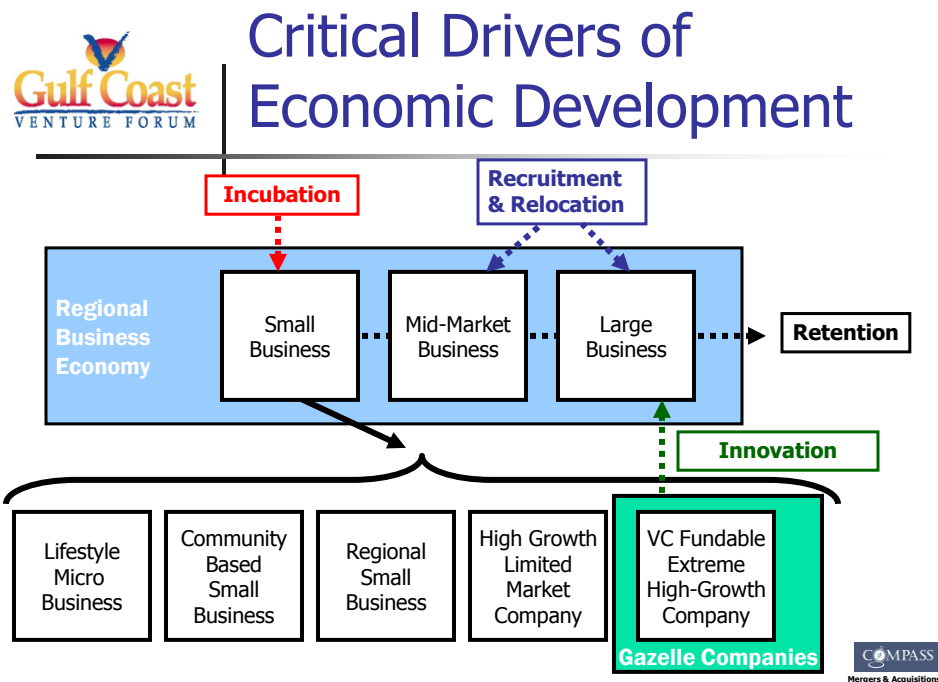 Gulf Coast
VENTURE FORUM
Critical Drivers of
Economic Development
Incubation
Recruitment
& Relocation
Regional
Business
Economy
Small
Business
Mid-Market
Business
Large
Business
Retention
Innovation
Lifestyle
Micro
Business
Community
Based
Small
Business
Regional
Small
Business
High Growth
Limited
Market
Company
VC Fundable
Extreme
High-Growth
Company
Gazelle Companies
COMPASS
Mergers & Acquisitions